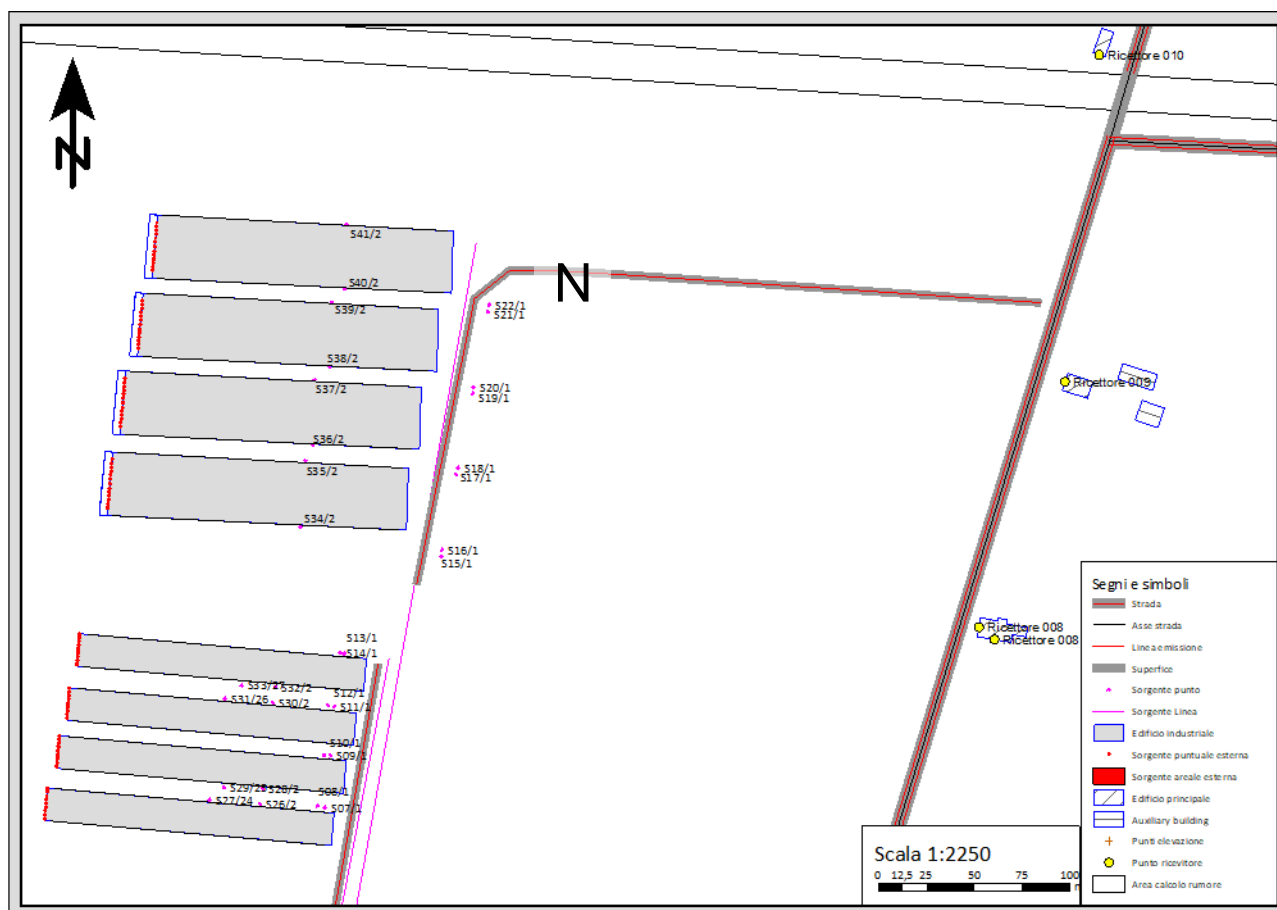 Ricettore 010
N
S41/2
S40/2
N
S39/2
S22/1
S21/1
S38/2
S37/2
Ricettore 009
S20/1
S19/1
S36/2
S35/2
S18/1
S17/1
S34/2
S16/1
S15/1
Ricettore 008
Ricettore 008
S13/1
S14/1
S32/2
S12/1
S31/26
S30/2
S11/1
S10/1
S09/1
S28/2
S08/1
S27/24
S26/2
S07/1
Segni e simboli
Strada
Asse strada
Linea emissione
Superfice
Sorgente punto
Sorgente Linea
Edificio industriale
Sorgente puntuale esterna
Sorgente areale esterna
Edificio principale
Auxiliary building
Punti elevazione
Punto ricevitore
Area calcolo rumore
Scala 1:2250
0 12,5 25 50 75 100